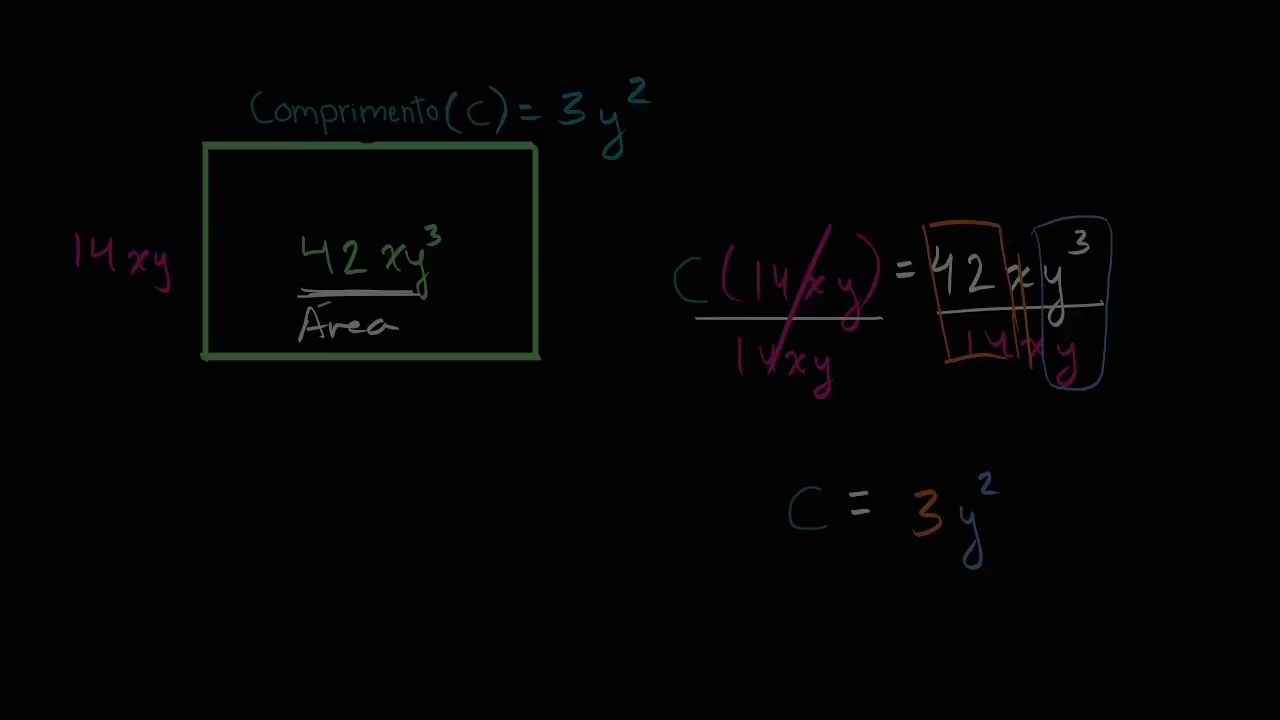 Comprimento (C) = 3y²
14xy
42xy³
Área
C(14xy) = 42xy³
14xy 14xy
C = 3y²